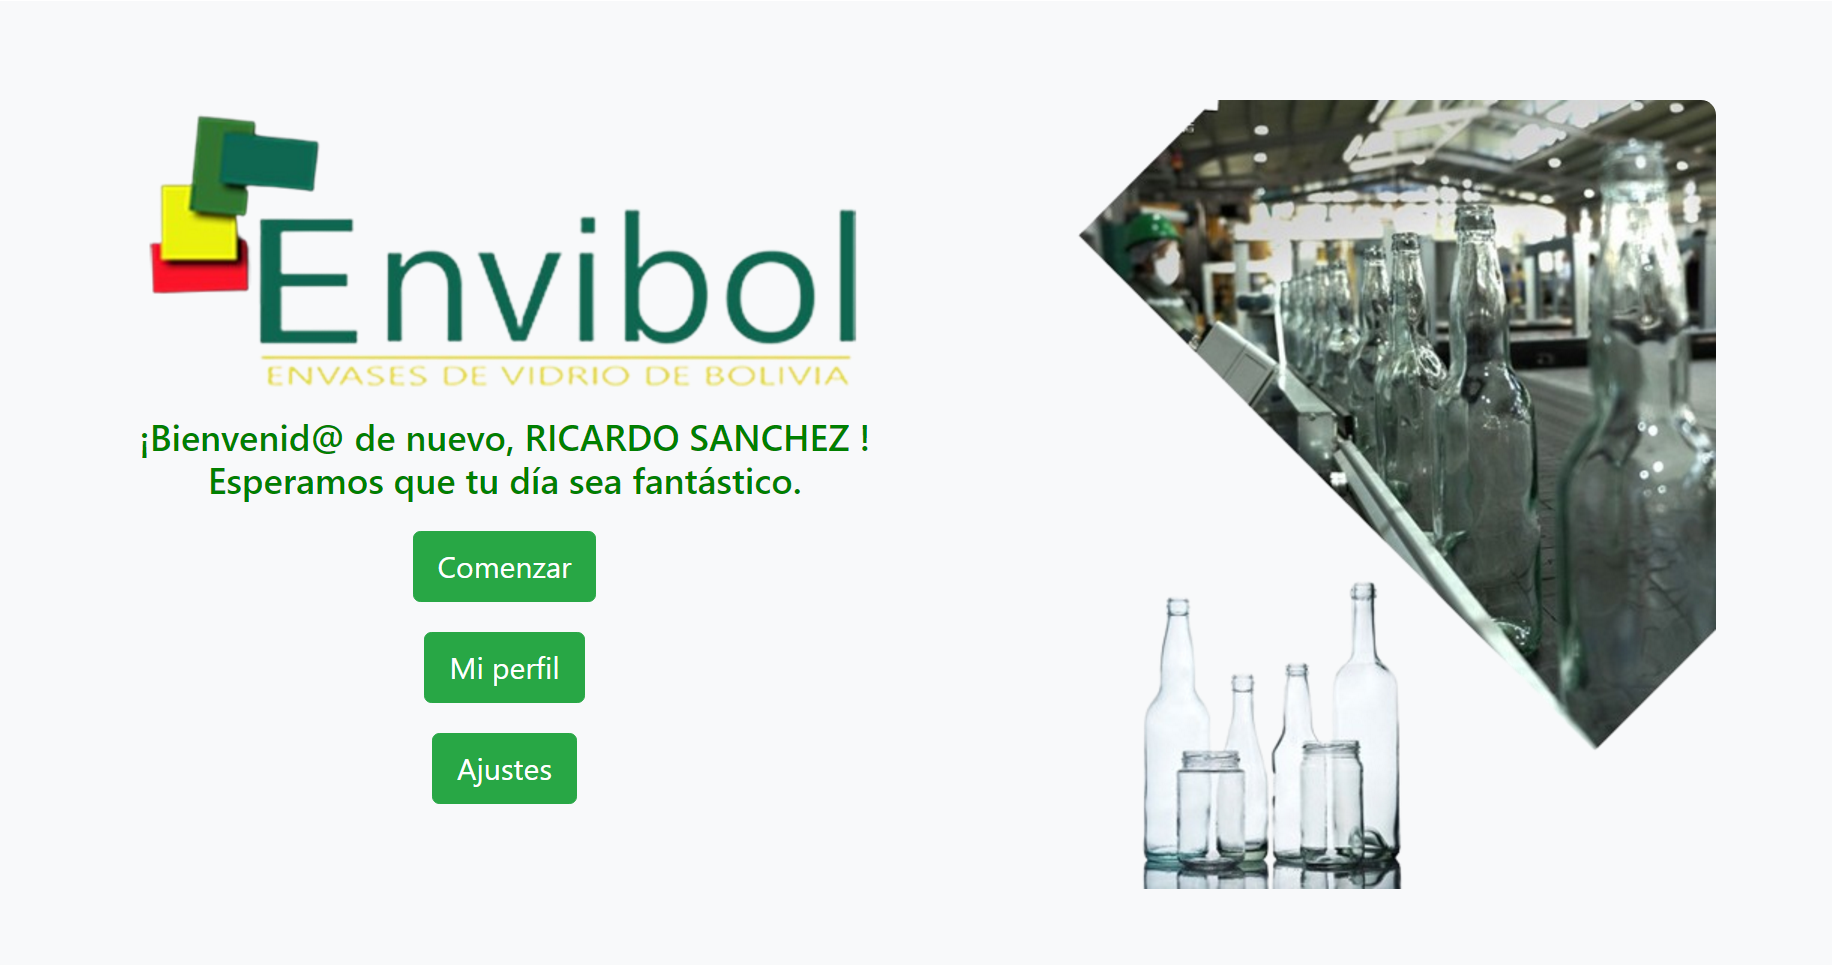 Envibol
ENVASES DE VIDRIO DE BOLIVIA
¡Bienvenid@ de nuevo, RICARDO SANCHEZ !
Esperamos que tu día sea fantástico.
Comenzar
Mi perfil
Ajustes